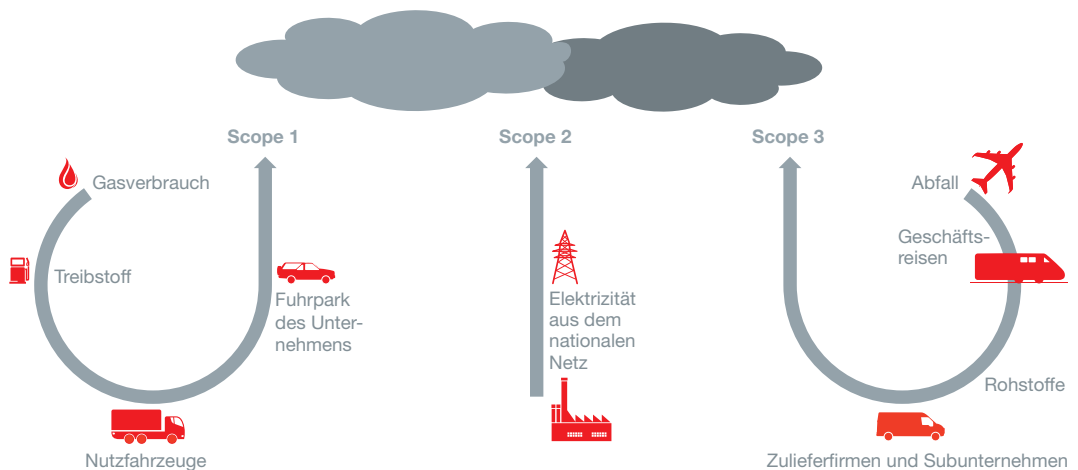 Scope 1
Scope 2
Scope 3
Gasverbrauch
Treibstoff
Fuhrpark
des Unter-
nehmens
Nutzfahrzeuge
Elektrizität
aus dem
nationalen
Netz
Abfall
Geschäfts-
reisen
Rohstoffe
Zulieferfirmen und Subunternehmen